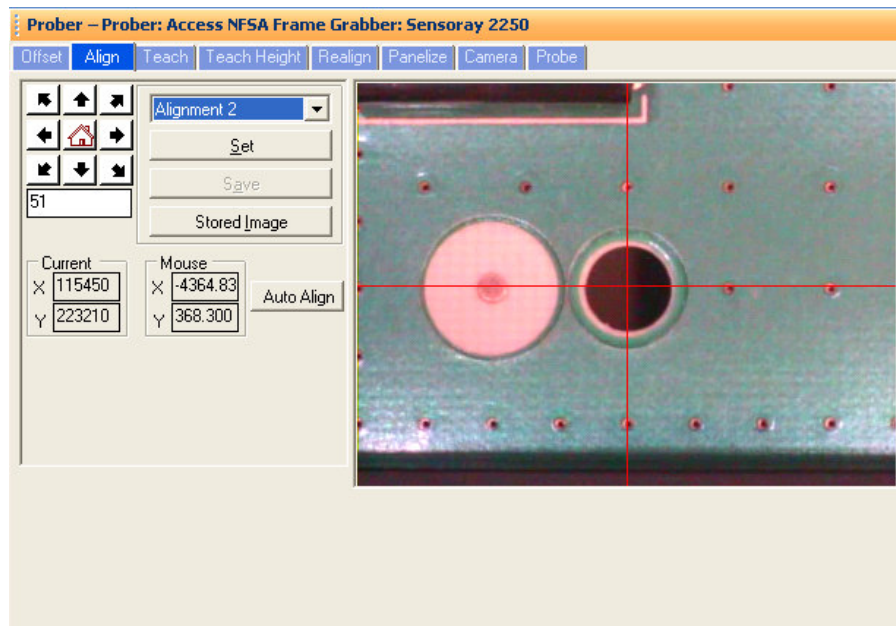 Prober – Prober: Access NFSA Frame Grabber: Sensoray 2250
Offset Align Teach Teach Height Realign Panelize Camera Probe
Alignment 2
Set
Save
51
Stored Image
Current Mouse
X 115450 X -4364.83 Auto Align
Y 223210 Y 368.300